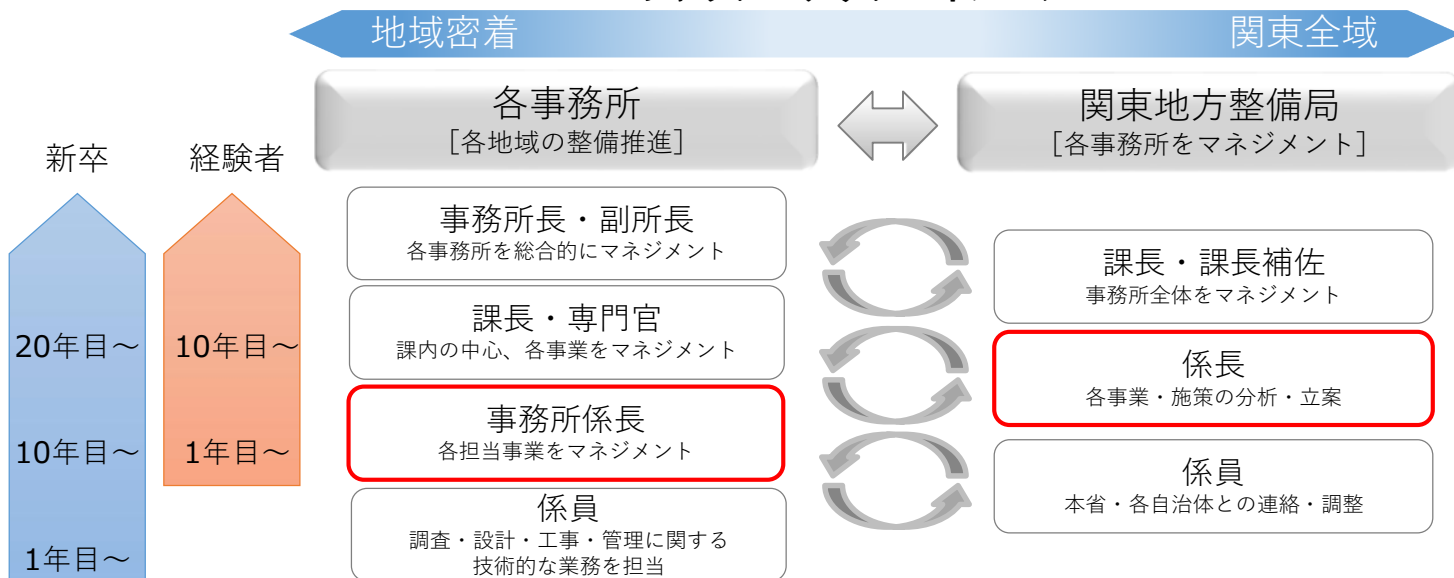 地域密着
関東全域
各事務所
［各地域の整備推進］
関東地方整備局
［各事務所をマネジメント］
新卒
経験者
事務所長・副所長
各事務所を総合的にマネジメント
課長・課長補佐
事務所全体をマネジメント
課長・専門官
課内の中心、各事業をマネジメント
20年目～
10年目～
係長
各事業・施策の分析・立案
事務所係長
各担当事業をマネジメント
10年目～
1年目～
係員
本省・各自治体との連絡・調整
係員
調査・設計・工事・管理に関する
技術的な業務を担当
1年目～